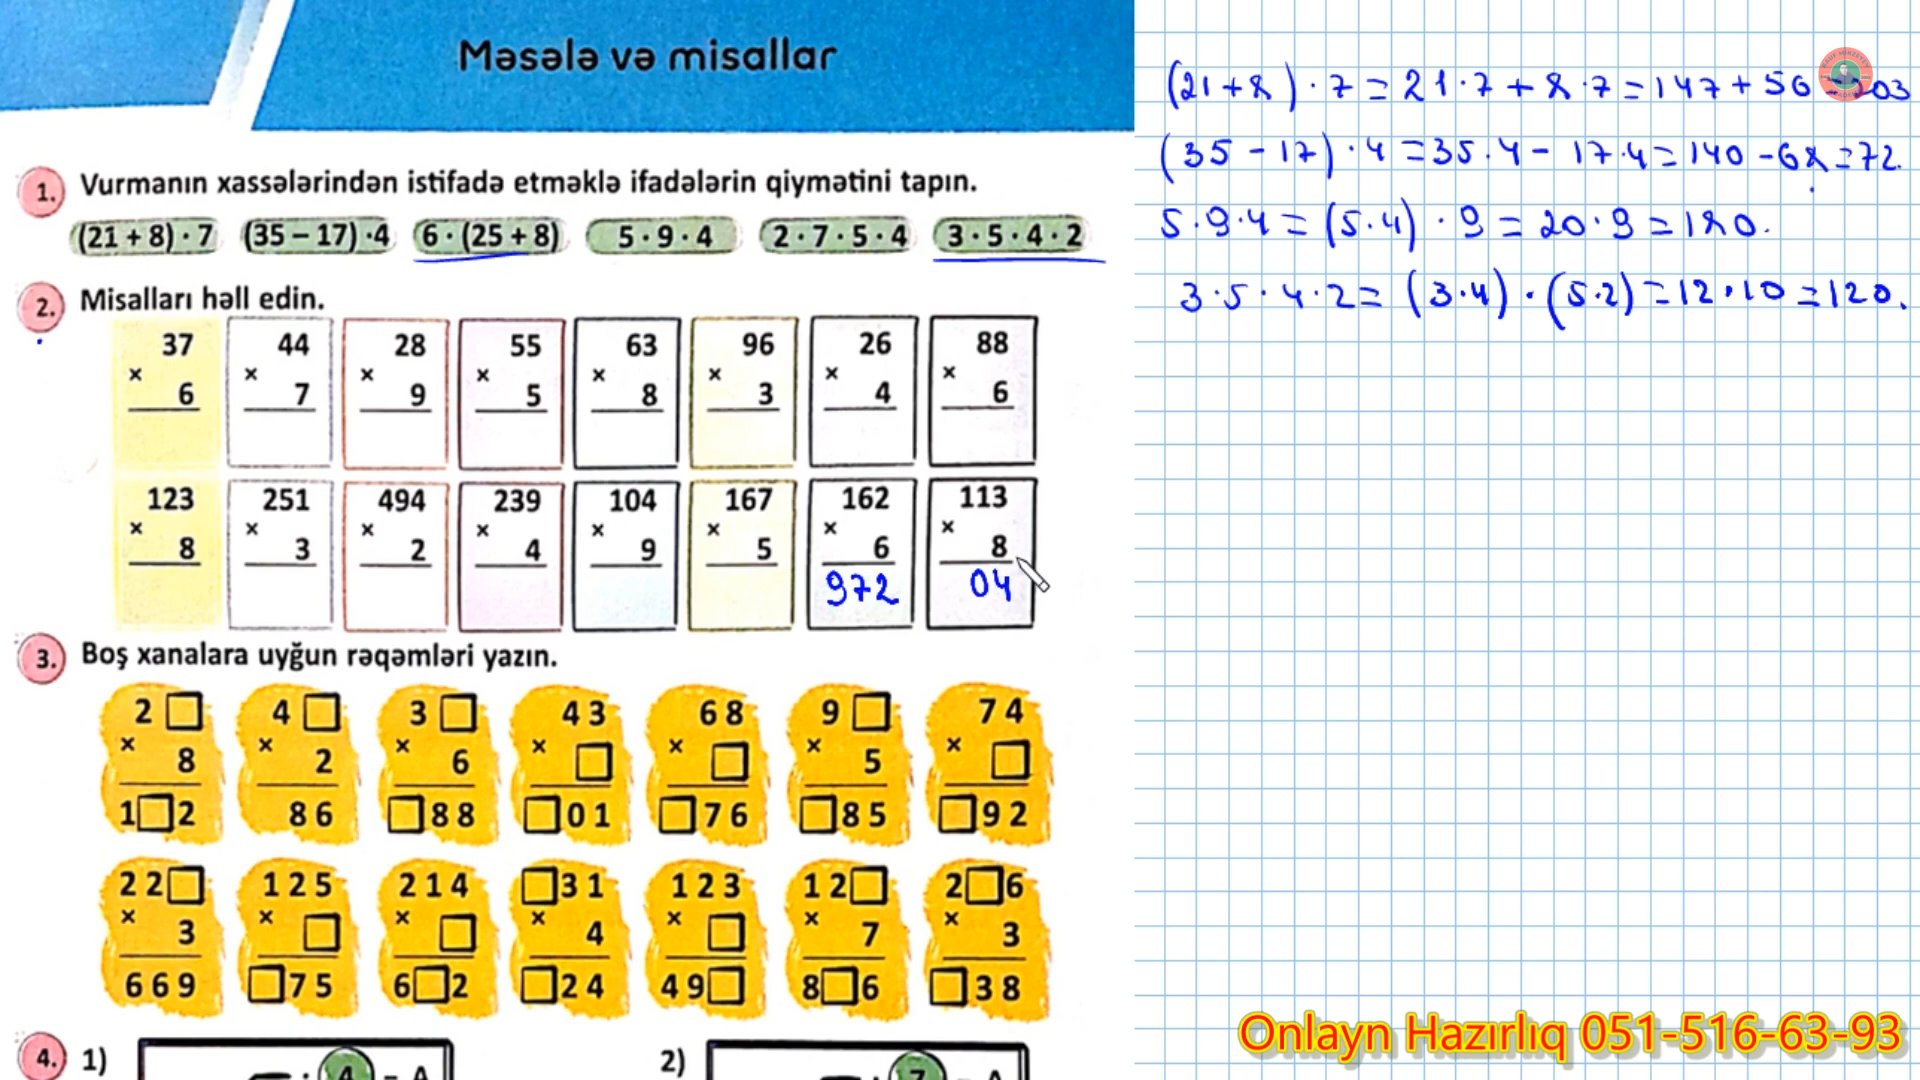 Məsələ və misallar
1. Vurmanın xassələrindən istifadə etməklə ifadələrin qiymətini tapın.
(21 + 8) · 7 (35 – 17) · 4 6 · (25 + 8) 5 · 9 · 4 2 · 7 · 5 · 4 3 · 5 · 4 · 2
2. Misalları həll edin.
37 44 28 55 63 96 26 88
× × × × × × × ×
6 7 9 5 8 3 4 6
123 251 494 239 104 167 162 113
× × × × × × × ×
8 3 2 4 9 5 6 8
972 04
3. Boş xanalara uyğun rəqəmləri yazın.
2□ 4□ 3□ 43 68 9□ 74
× × × × × × ×
8 2 6 □ □ 5 □
1□2 86 □88 □01 □76 □85 □92
22□ 125 214 □31 123 12□ 2□6
× × × × × × ×
3 □ □ 4 □ 7 3
669 □75 6□2 □24 49□ 8□6 □38
4. 1) 2)
(21+8)·7=21·7+8·7=147+56 203
(35-17)·4=35·4-17·4=140-68=72.
5·9·4=(5·4)·9=20·9=180.
3·5·4·2=(3·4)·(5·2)=12·10=120.
Onlayn Hazırlıq 051-516-63-93